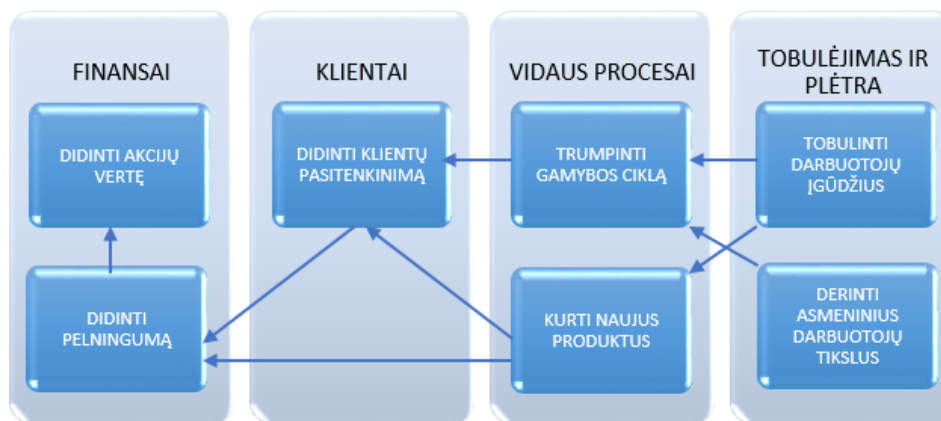 FINANSAI
DIDINTI AKCIJŲ
VERTĘ
DIDINTI
PELNINGUMĄ
KLIENTAI
DIDINTI KLIENTŲ
PASITENKINIMĄ
VIDAUS PROCESAI
TRUMPINTI
GAMYBOS CIKLĄ
KURTI NAUJUS
PRODUKTUS
TOBULĖJIMAS IR
PLĖTRA
TOBULINTI
DARBUOTOJŲ
ĮGŪDŽIUS
DERINTI
ASMENINIUS
DARBUOTOJŲ
TIKSLUS